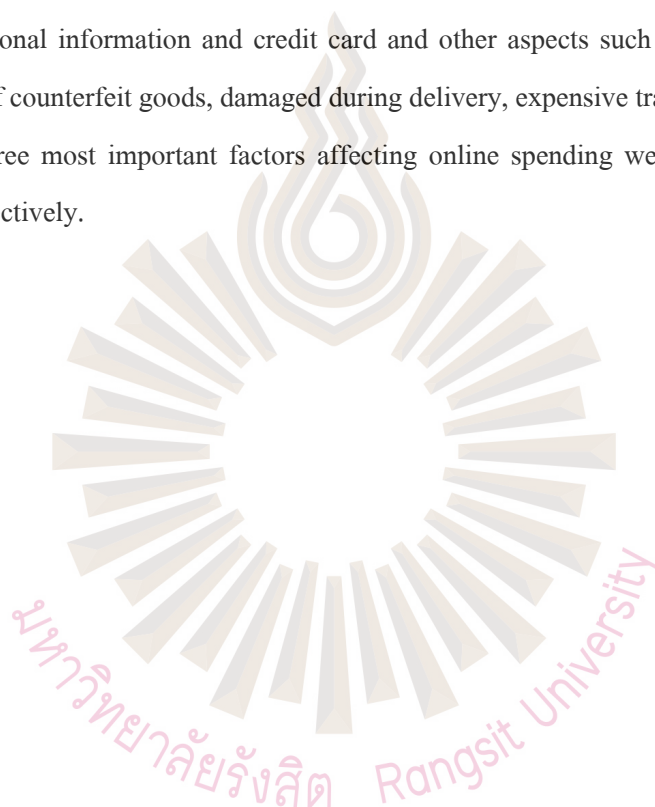 onal information and credit card and other aspects such
f counterfeit goods, damaged during delivery, expensive tra
ree most important factors affecting online spending we
ctively.
มหาวิทยาลัยรังสิต Rangsit University